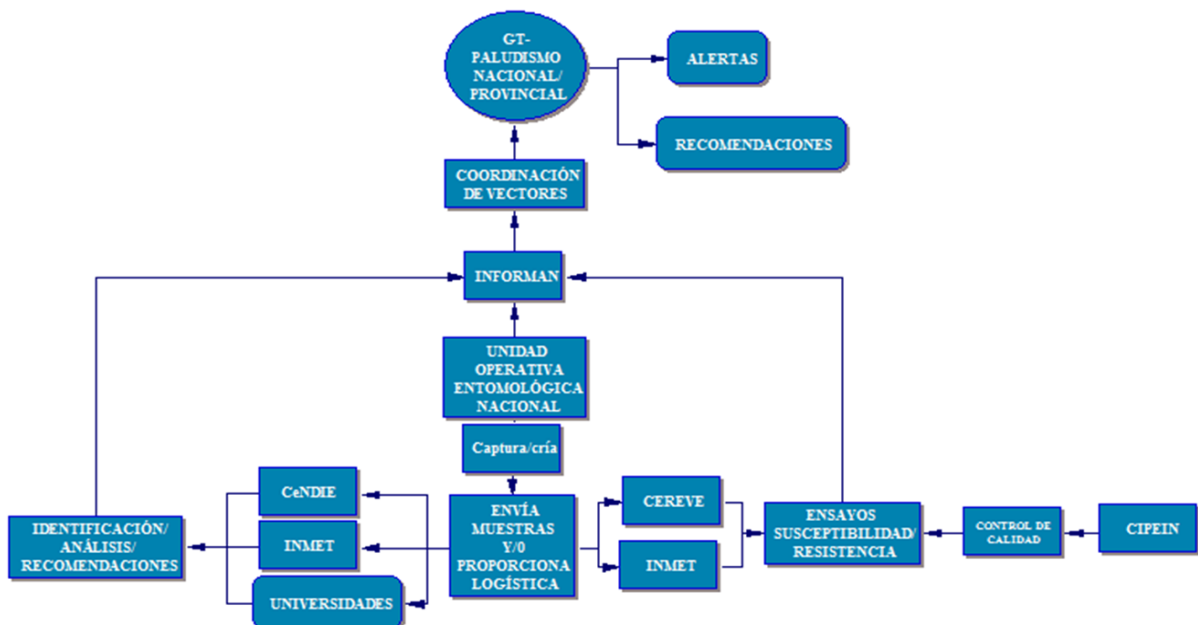 GT-
PALUDISMO
NACIONAL/
PROVINCIAL
ALERTAS
RECOMENDACIONES
COORDINACIÓN
DE VECTORES
INFORMAN
UNIDAD
OPERATIVA
ENTOMOLÓGICA
NACIONAL
Captura/cría
CeNDIE
INMET
UNIVERSIDADES
IDENTIFICACIÓN/
ANÁLISIS/
RECOMENDACIONES
ENVÍA
MUESTRAS
Y/0
PROPORCIONA
LOGÍSTICA
CEREVE
INMET
ENSAYOS
SUSCEPTIBILIDAD/
RESISTENCIA
CONTROL DE
CALIDAD
CIPEIN